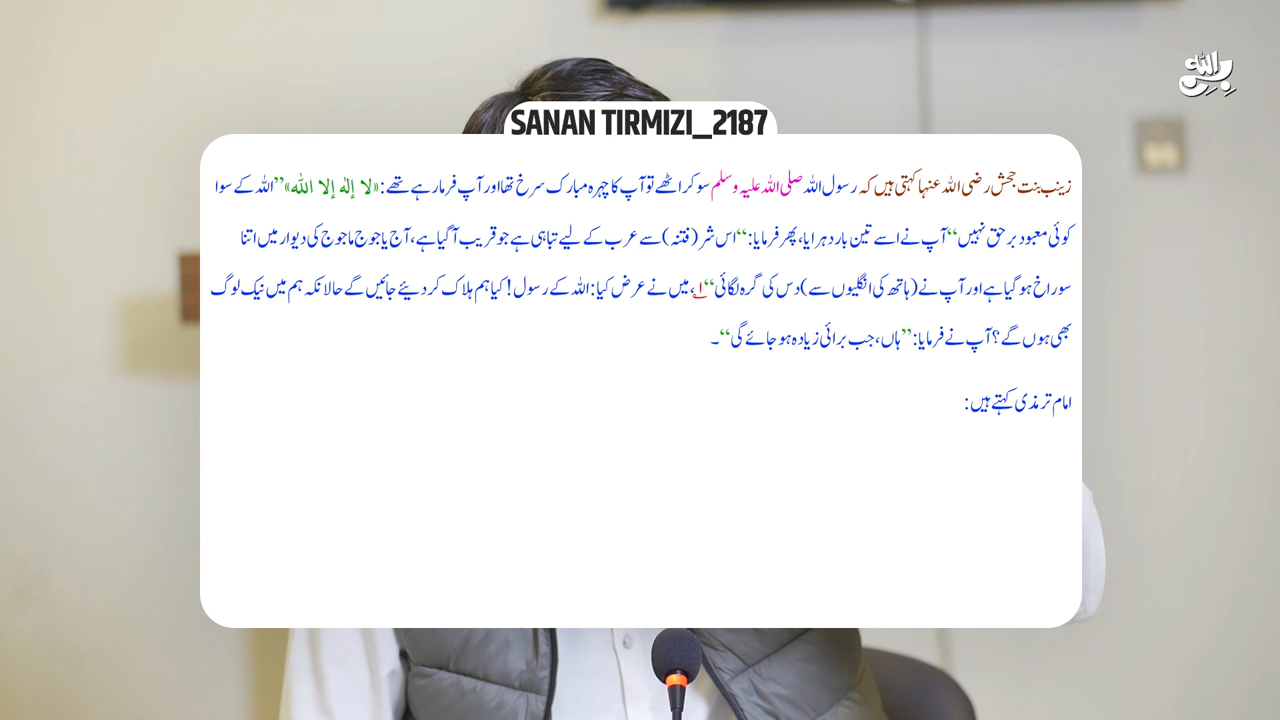 SANAN TIRMIZI_2187
زینب بنت جحش رضی اللہ عنہا کہتی ہیں کہ رسول اللہ صلی اللہ علیہ وسلم سو کر اٹھے تو آپ کا چہرہ مبارک سرخ تھا اور آپ فرما رہے تھے: «لا إله إلا الله» ”اللہ کے سوا
کوئی معبود برحق نہیں“ آپ نے اسے تین بار دہرایا، پھر فرمایا: “اس شر (فتنہ) سے عرب کے لیے تباہی ہے جو قریب آ گیا ہے، آج یاجوج ماجوج کی دیوار میں اتنا
سوراخ ہو گیا ہے اور آپ نے (ہاتھ کی انگلیوں سے) دس کی گرہ لگائی“ ۱؎، میں نے عرض کیا: اللہ کے رسول! کیا ہم ہلاک کر دئیے جائیں گے حالانکہ ہم میں نیک لوگ
بھی ہوں گے؟ آپ نے فرمایا: ”ہاں، جب برائی زیادہ ہو جائے گی“۔
امام ترمذی کہتے ہیں: